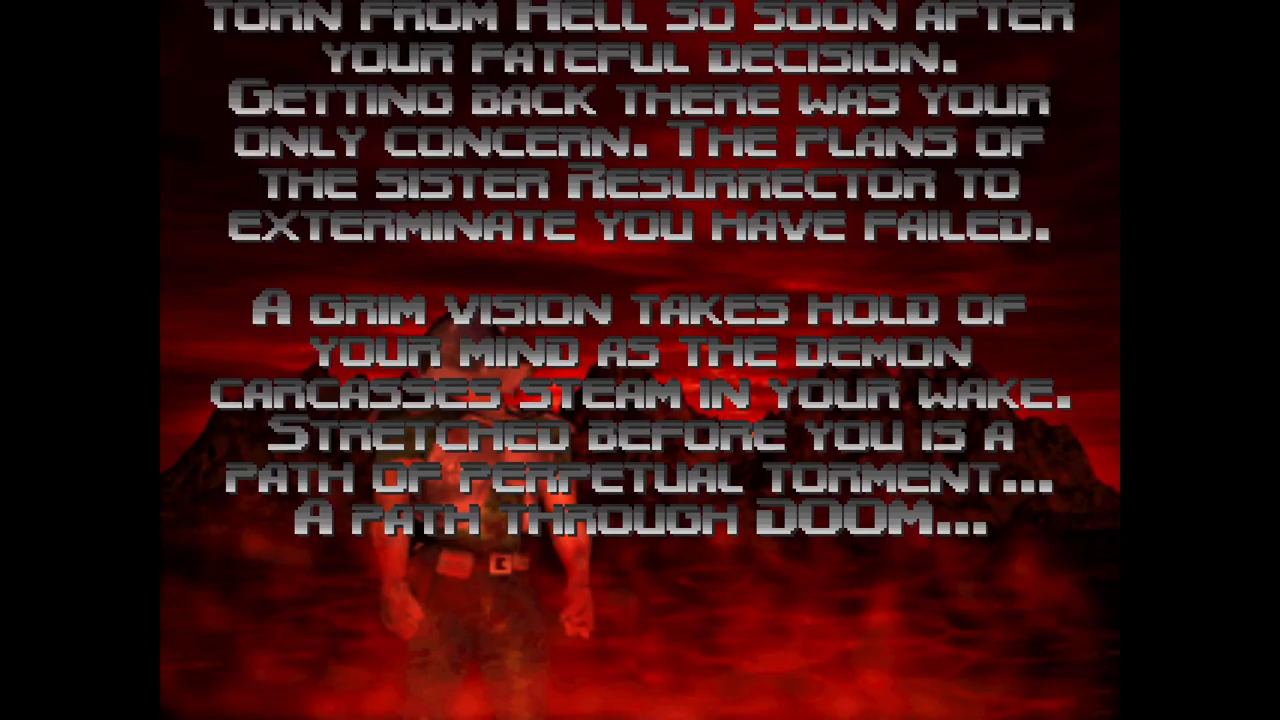 torn from Hell so soon after
your fateful decision.
Getting back there was your
only concern. The plans of
the sister Resurrector to
exterminate you have failed.
A grim vision takes hold of
your mind as the demon
carcasses steam in your wake.
Stretched before you is a
path of perpetual torment...
A path through DOOM...